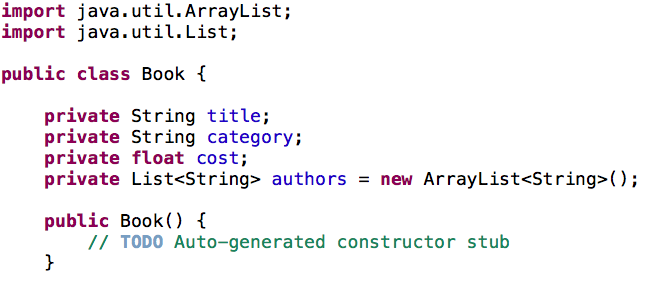 import java.util.ArrayList;
import java.util.List;
public class Book {
private String title;
private String category;
private float cost;
private List<String> authors = new ArrayList<String>();
public Book() {
// TODO Auto-generated constructor stub
}